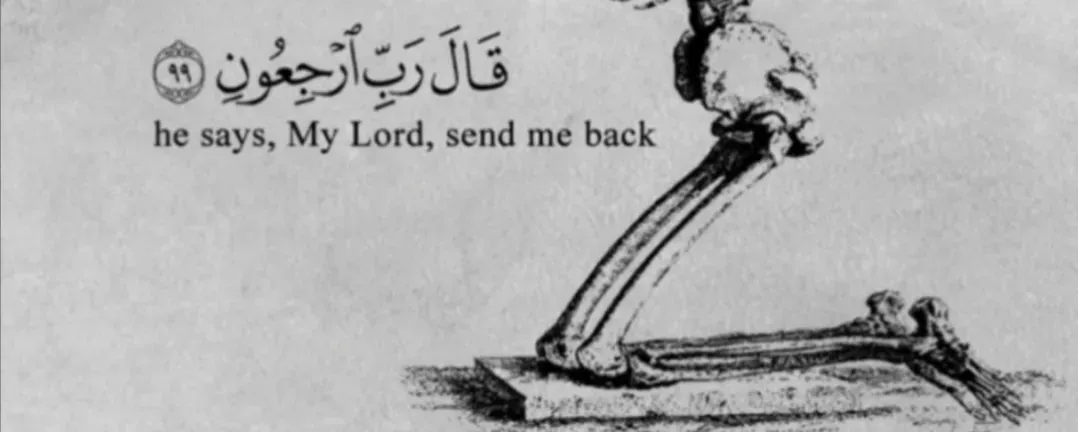 قَالَ رَبِّ ٱرْجِعُونِ ٩٩
he says, My Lord, send me back